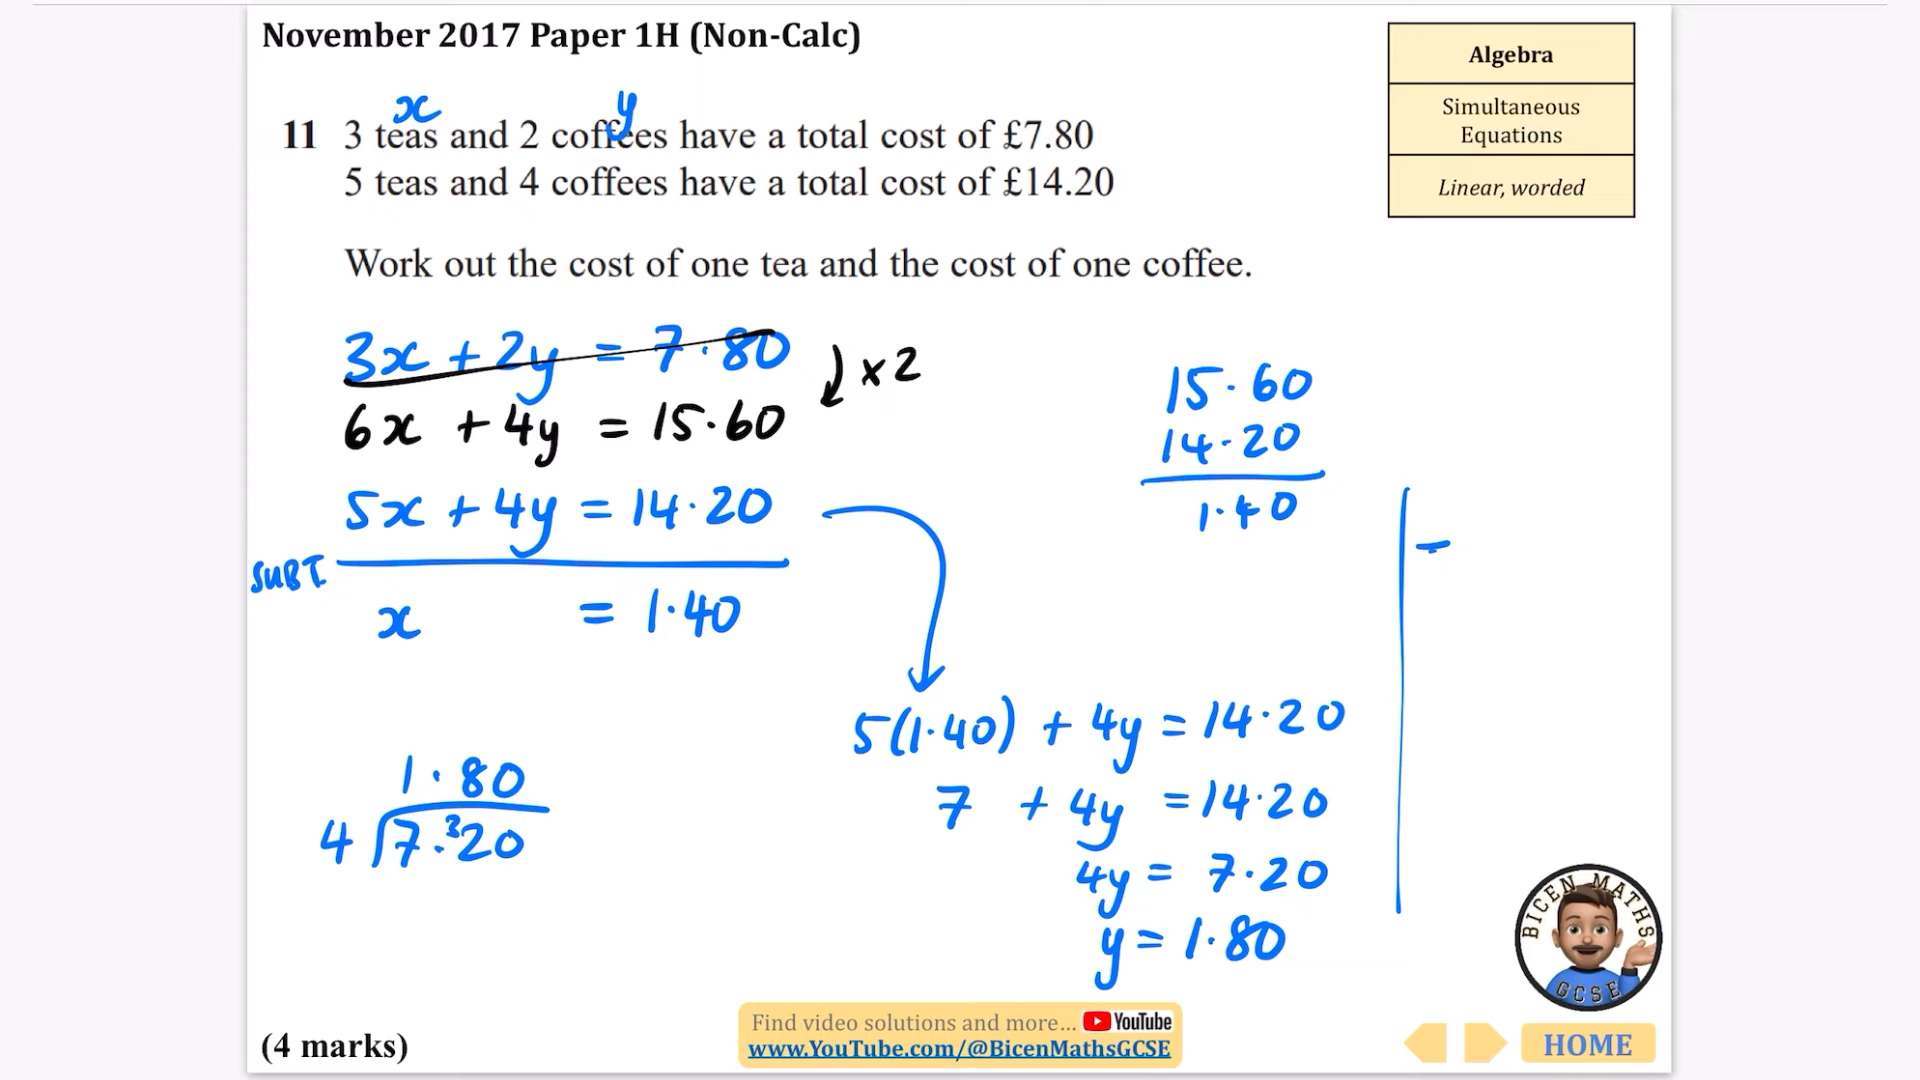 November 2017 Paper 1H (Non-Calc)
Algebra
Simultaneous
Equations
Linear, worded
x y
11 3 teas and 2 coffees have a total cost of £7.80
5 teas and 4 coffees have a total cost of £14.20
Work out the cost of one tea and the cost of one coffee.
3x + 2y = 7.80
x2
6x + 4y = 15.60
5x + 4y = 14.20
SUBT
x = 1.40
15.60
14.20
1.40
-
5(1.40) + 4y = 14.20
7 + 4y = 14.20
4y = 7.20
y = 1.80
1.80
4 7.³20
BICEN MATHS
GCSE
(4 marks)
Find video solutions and more... YouTube
www.YouTube.com/@BicenMathsGCSE
HOME